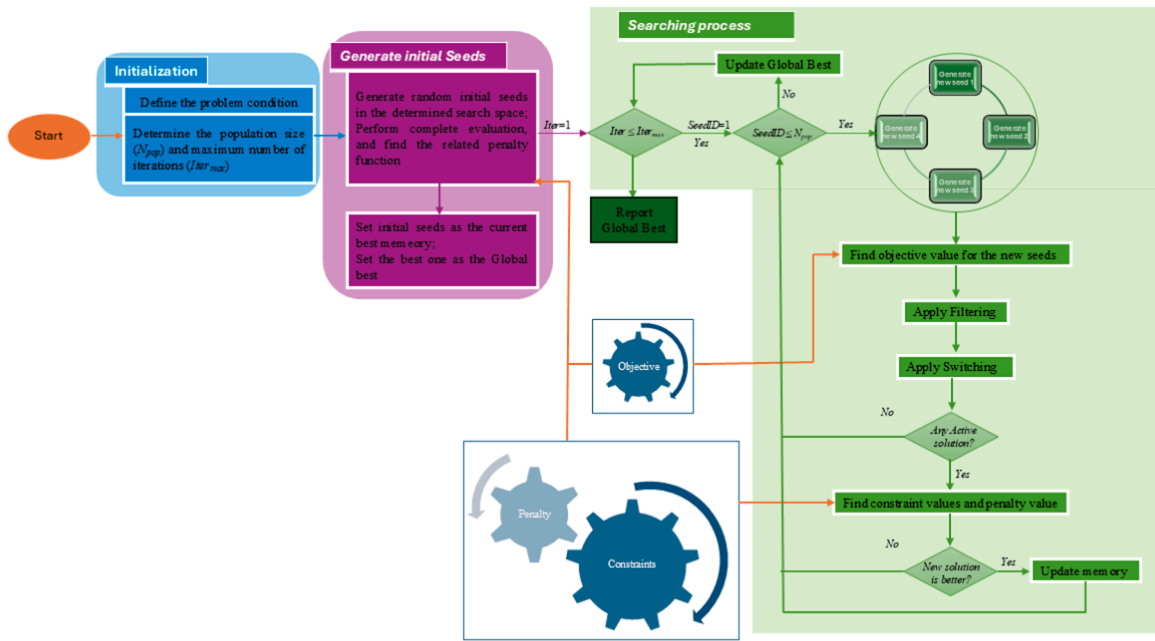 Start
Initialization
Define the problem condition
Determine the population size
(N_pop) and maximum number of
iterations (Iter_max)
Generate initial Seeds
Generate random initial seeds
in the determined search space;
Perform complete evaluation,
and find the related penalty
function
Set initial seeds as the current
best memeory;
Set the best one as the Global
best
Iter=1
Searching process
Update Global Best
No
Iter ≤ Iter_max
SeedID=1
Yes
SeedID ≤ N_pop
Yes
Report
Global Best
Generate
new seed 1
Generate
new seed 2
Generate
new seed 3
Generate
new seed 4
Find objective value for the new seeds
Apply Filtering
Apply Switching
No
Any Active
solution?
Yes
Find constraint values and penalty value
No
New solution
is better?
Yes
Update memory
Objective
Penalty
Constraints